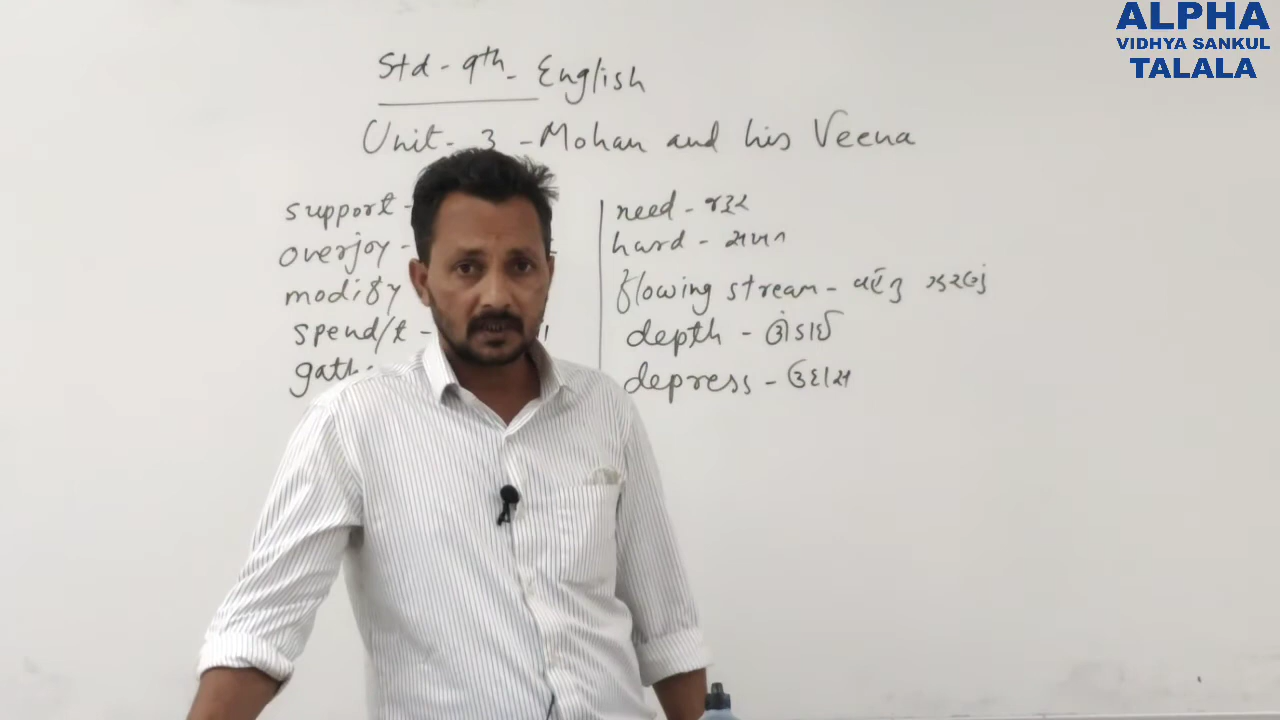 ALPHA
VIDHYA SANKUL
TALALA
Std - 9th - English
Unit - 3 - Mohan and his Veena
support -
overjoy -
modify
spend/t -
gath
need - જરૂર
hard - સખત
flowing stream - વહેતું ઝરણું
depth - ઊંડાઈ
depress - ઉદાસ